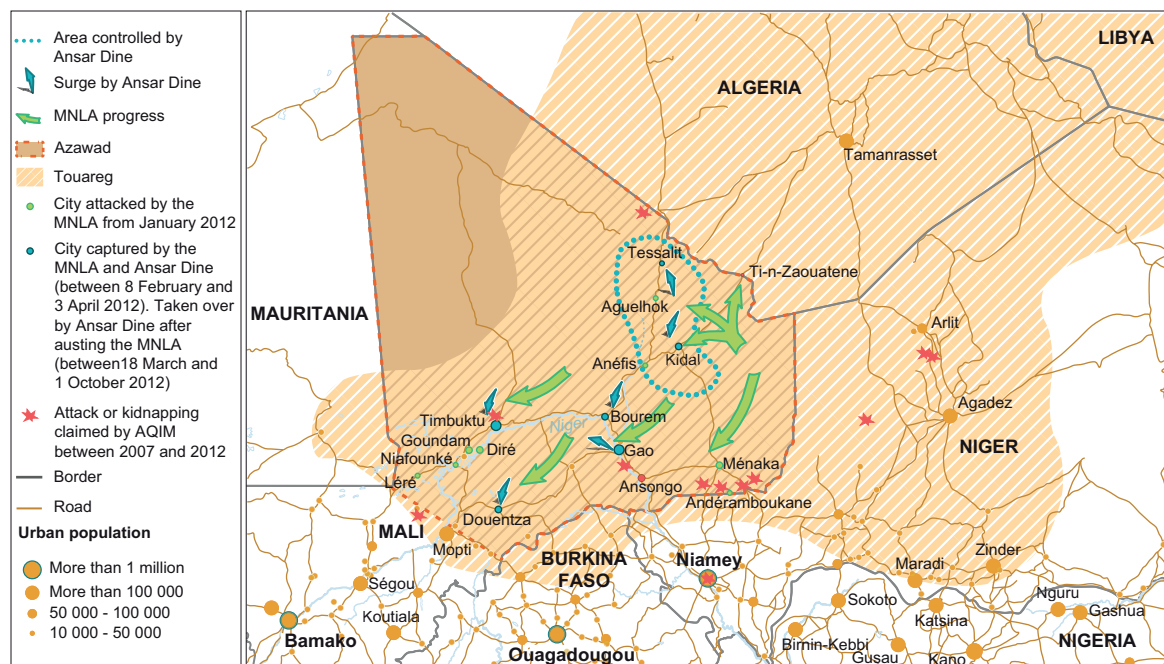 Area controlled by
Ansar Dine
Surge by Ansar Dine
MNLA progress
Azawad
Touareg
City attacked by the
MNLA from January 2012
City captured by the
MNLA and Ansar Dine
(between 8 February and
3 April 2012). Taken over
by Ansar Dine after
austing the MNLA
(between18 March and
1 October 2012)
Attack or kidnapping
claimed by AQIM
between 2007 and 2012
Border
Road
Urban population
More than 1 million
More than 100 000
50 000 - 100 000
10 000 - 50 000
LIBYA
ALGERIA
Tamanrasset
Tessalit
Ti-n-Zaouatene
Aguelhok
MAURITANIA
Arlit
Kidal
Anéfis
Agadez
Timbuktu
Niger
Bourem
Goundam
Diré
Gao
NIGER
Niafounké
Ménaka
Léré
Ansongo
Andéramboukane
Douentza
MALI
Mopti
BURKINA
FASO
Niamey
Zinder
Maradi
Ségou
Koutiala
Sokoto
Katsina
Nguru
Gashua
Bamako
Ouagadougou
Birnin-Kebbi
Gusau
Kano
NIGERIA